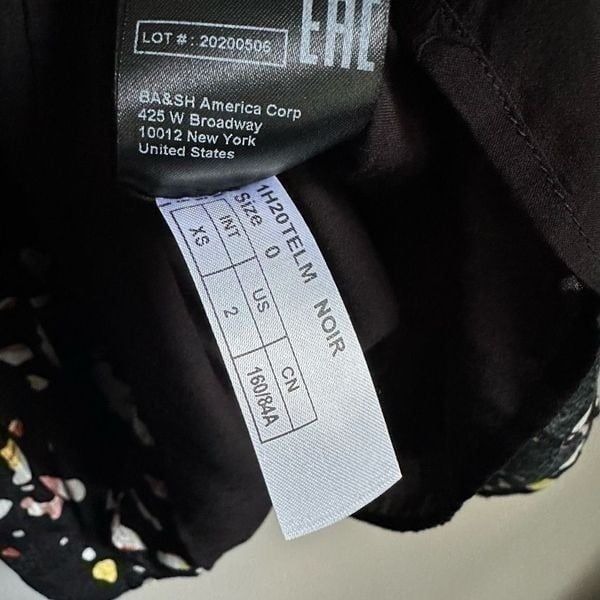 EAC
LOT # : 20200506
BA&SH America Corp
425 W Broadway
10012 New York
United States
1H20TELM NOIR
Size 0
INT US CN
XS 2 160/84A